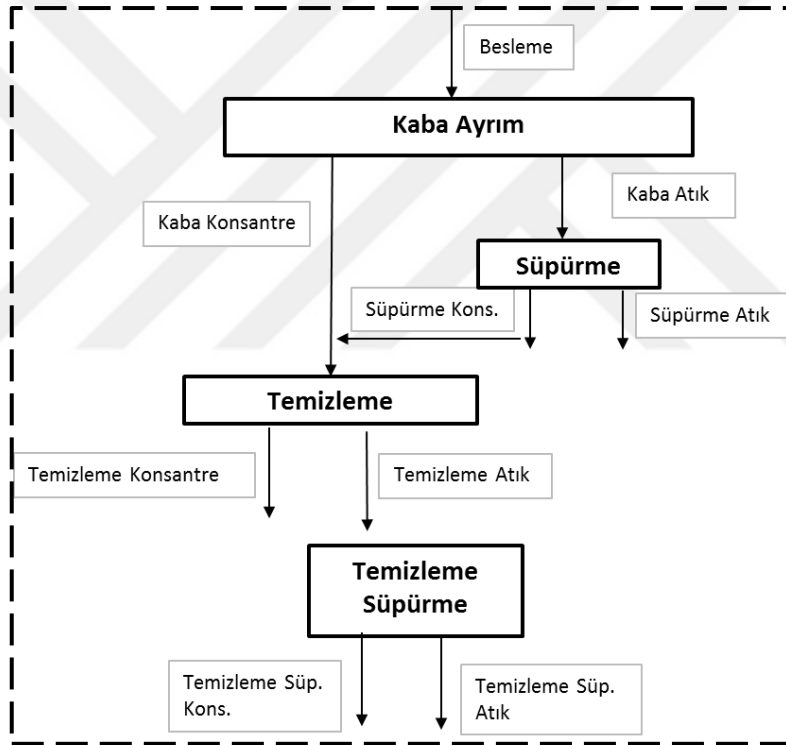 Besleme
Kaba Ayrım
Kaba Konsantre
Kaba Atık
Süpürme
Süpürme Kons.
Süpürme Atık
Temizleme
Temizleme Konsantre
Temizleme Atık
Temizleme
Süpürme
Temizleme Süp.
Kons.
Temizleme Süp.
Atık